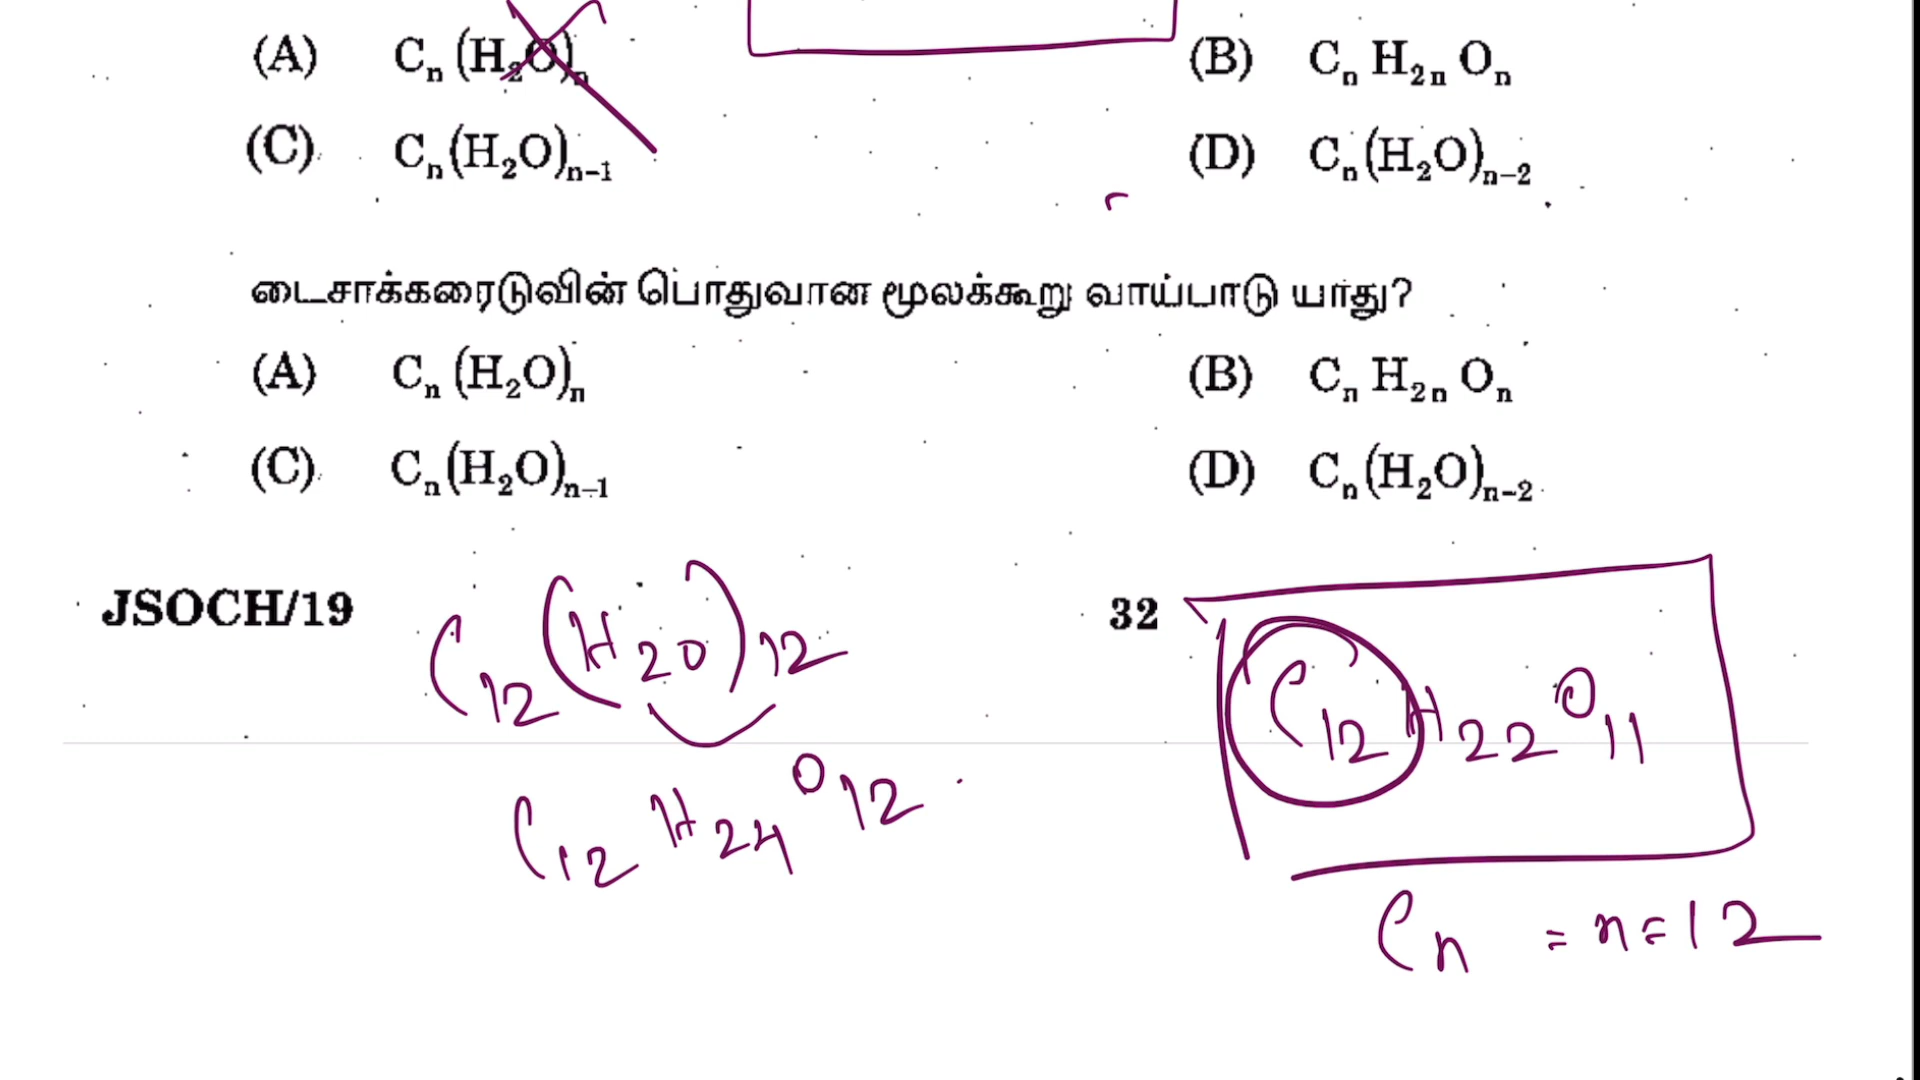 (A) Cₙ (H₂O)ₙ (B) Cₙ H₂ₙ Oₙ
(C) Cₙ(H₂O)ₙ₋₁ (D) Cₙ(H₂O)ₙ₋₂
டைசாக்கரைடுவின் பொதுவான மூலக்கூறு வாய்பாடு யாது?
(A) Cₙ (H₂O)ₙ (B) Cₙ H₂ₙ Oₙ
(C) Cₙ(H₂O)ₙ₋₁ (D) Cₙ(H₂O)ₙ₋₂
JSOCH/19 32
C₁₂(H₂O)₁₂ C₁₂H₂₂O₁₁
C₁₂H₂₄O₁₂
Cₙ = n=12